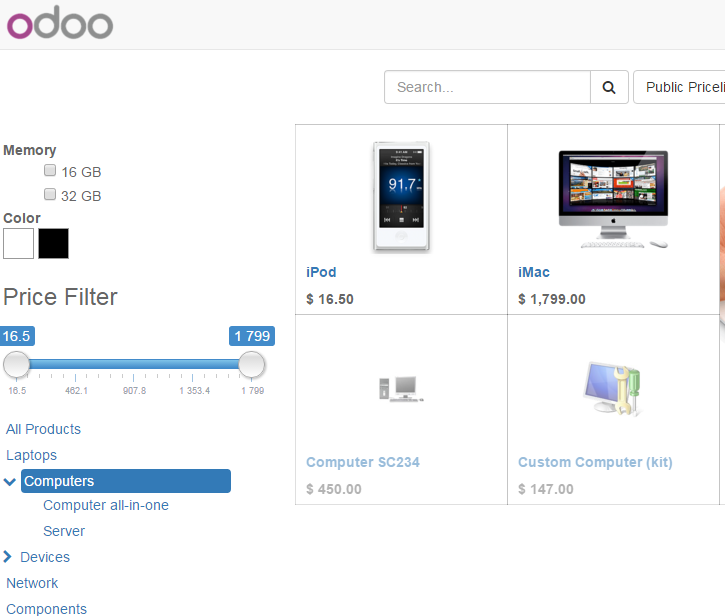 odoo
Search...
Public Priceli
Memory
16 GB
32 GB
Color
Price Filter
16.5
1 799
16.5
462.1
907.8
1 353.4
1 799
All Products
Laptops
Computers
Computer all-in-one
Server
Devices
Network
Components
91.7
iPod
$ 16.50
iMac
$ 1,799.00
Computer SC234
$ 450.00
Custom Computer (kit)
$ 147.00